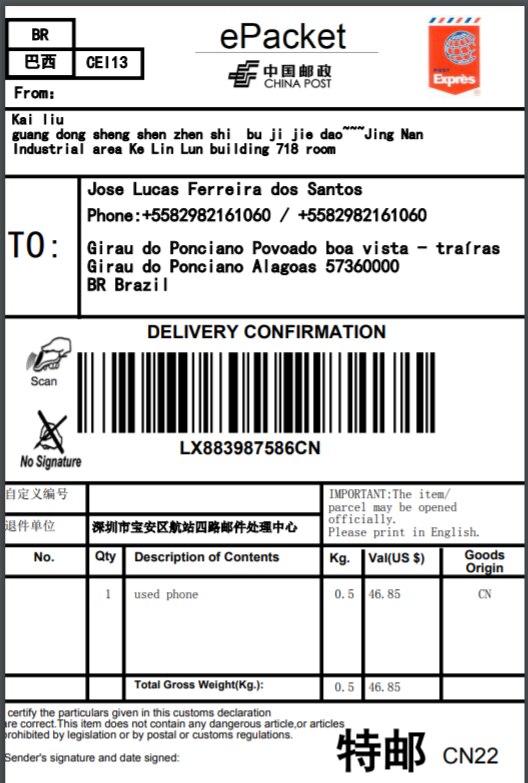 BR
巴西 CEI13
From:
ePacket
中国邮政
CHINA POST
POST
Exprès
Kai liu
guang dong sheng shen zhen shi bu ji jie dao~~~Jing Nan
Industrial area Ke Lin Lun building 718 room
TO:
Jose Lucas Ferreira dos Santos
Phone:+5582982161060 / +5582982161060
Girau do Ponciano Povoado boa vista - traíras
Girau do Ponciano Alagoas 57360000
BR Brazil
DELIVERY CONFIRMATION
Scan
No Signature
LX883987586CN
自定义编号
退件单位 深圳市宝安区航站四路邮件处理中心
IMPORTANT:The item/
parcel may be opened
officially.
Please print in English.
No. Qty Description of Contents Kg. Val(US $) Goods Origin
1 used phone 0.5 46.85 CN
Total Gross Weight(Kg.): 0.5 46.85
certify the particulars given in this customs declaration
are correct.This item does not contain any dangerous article,or articles
prohibited by legislation or by postal or customs regulations.
Sender's signature and date signed:
特邮 CN22